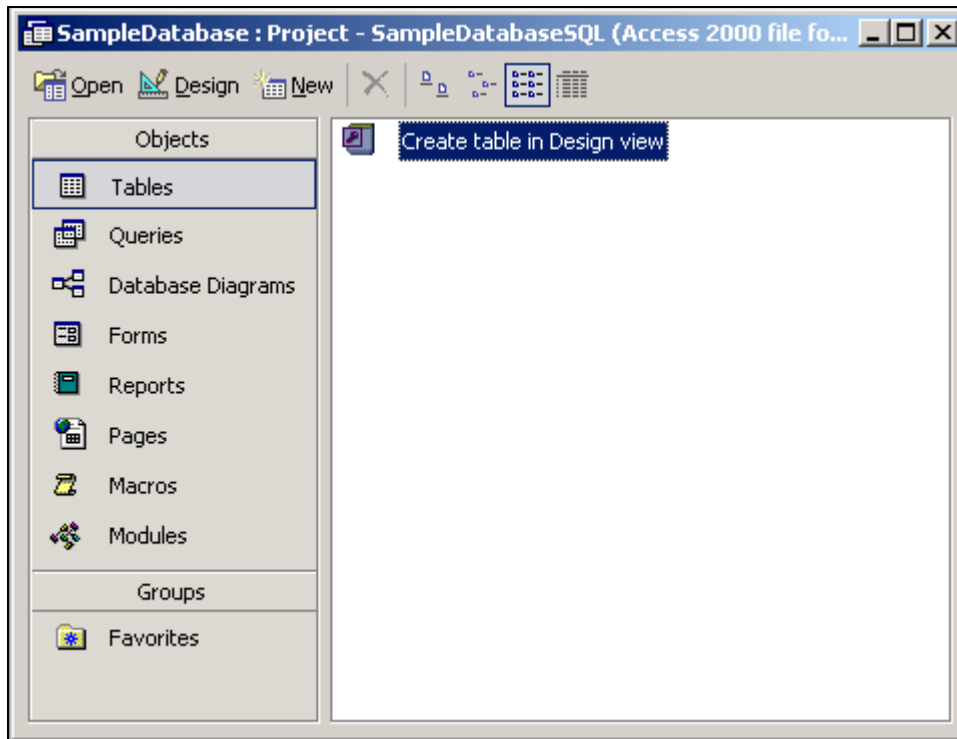 SampleDatabase : Project - SampleDatabaseSQL (Access 2000 file fo...
Open Design New
Objects
Create table in Design view
Tables
Queries
Database Diagrams
Forms
Reports
Pages
Macros
Modules
Groups
Favorites